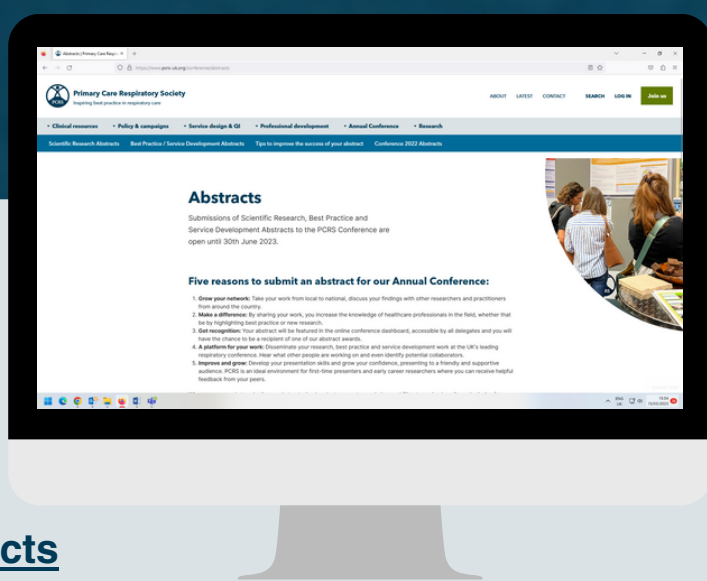 Abstracts | Primary Care Respir
https://www.pcrs-uk.org/conference/abstracts
PCRS
Primary Care Respiratory Society
Inspiring best practice in respiratory care
ABOUT LATEST CONTACT SEARCH LOG IN Join us
Clinical resources Policy & campaigns Service design & QI Professional development Annual Conference Research
Scientific Research Abstracts Best Practice / Service Development Abstracts Tips to improve the success of your abstract Conference 2022 Abstracts
Abstracts
Submissions of Scientific Research, Best Practice and
Service Development Abstracts to the PCRS Conference are
open until 30th June 2023.
Five reasons to submit an abstract for our Annual Conference:
1. Grow your network: Take your work from local to national, discuss your findings with other researchers and practitioners
from around the country.
2. Make a difference: By sharing your work, you increase the knowledge of healthcare professionals in the field, whether that
be by highlighting best practice or new research.
3. Get recognition: Your abstract will be featured in the online conference dashboard, accessible by all delegates and you will
have the chance to be a recipient of one of our abstract awards.
4. A platform for your work: Disseminate your research, best practice and service development work at the UK's leading
respiratory conference. Hear what other people are working on and even identify potential collaborators.
5. Improve and grow: Develop your presentation skills and grow your confidence, presenting to a friendly and supportive
audience. PCRS is an ideal environment for first-time presenters and early career researchers where you can receive helpful
feedback from your peers.
ENG
cts